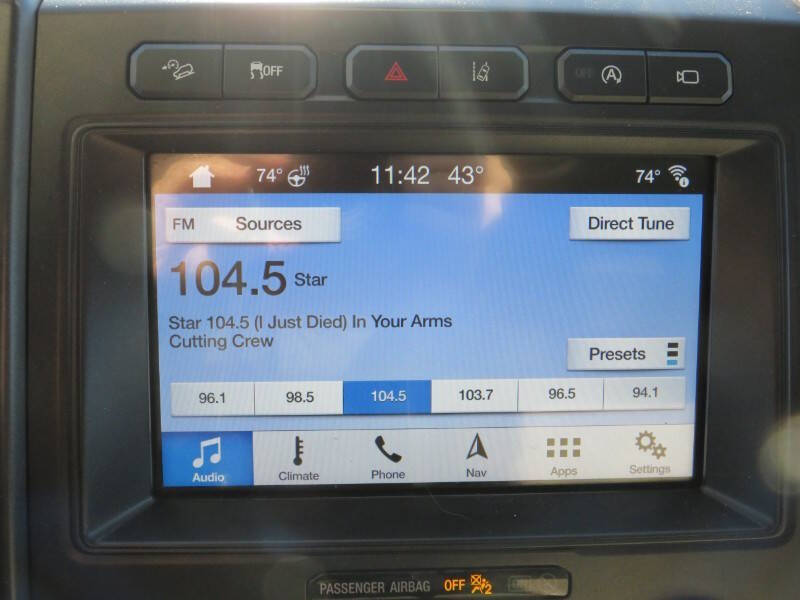 OFF
OFF A
74° 11:42 43° 74°
FM Sources Direct Tune
104.5 Star
Star 104.5 (I Just Died) In Your Arms
Cutting Crew
Presets
96.1 98.5 104.5 103.7 96.5 94.1
Audio Climate Phone Nav Apps Settings
PASSENGER AIRBAG OFF 2